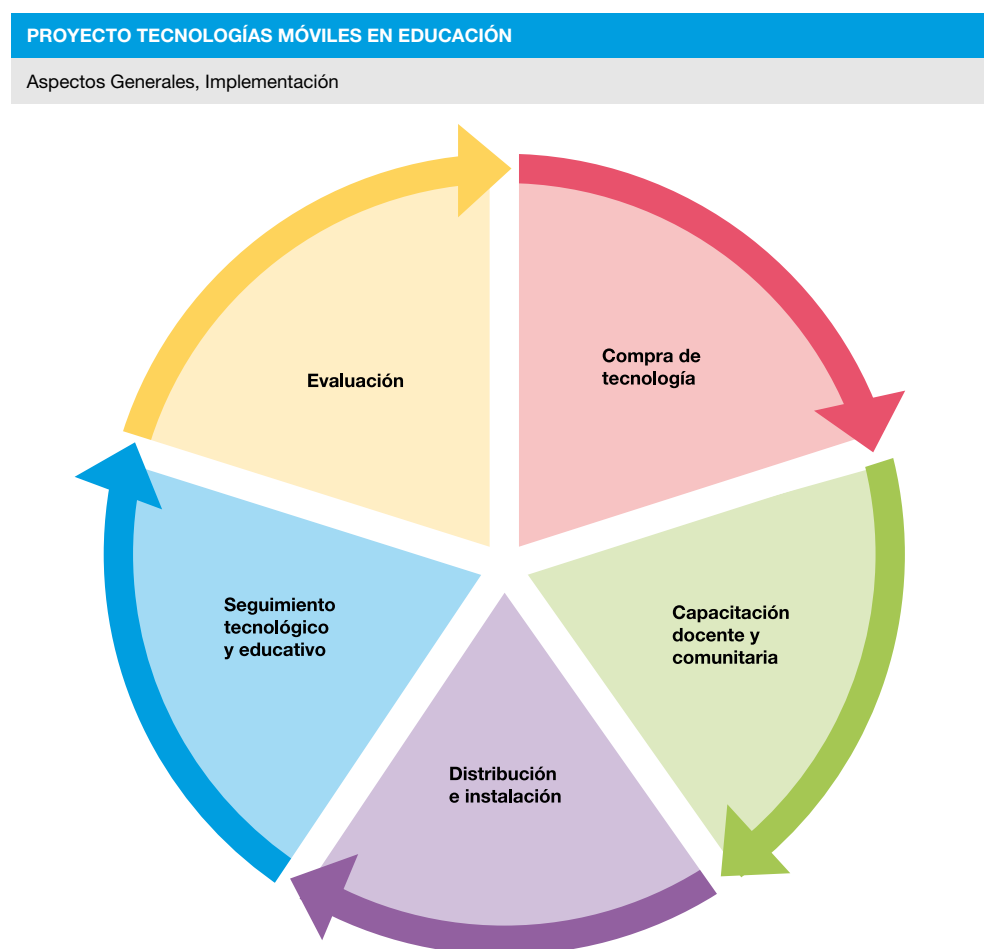 PROYECTO TECNOLOGÍAS MÓVILES EN EDUCACIÓN
Aspectos Generales, Implementación
Compra de
tecnología
Evaluación
Capacitación
docente y
comunitaria
Seguimiento
tecnológico
y educativo
Distribución
e instalación